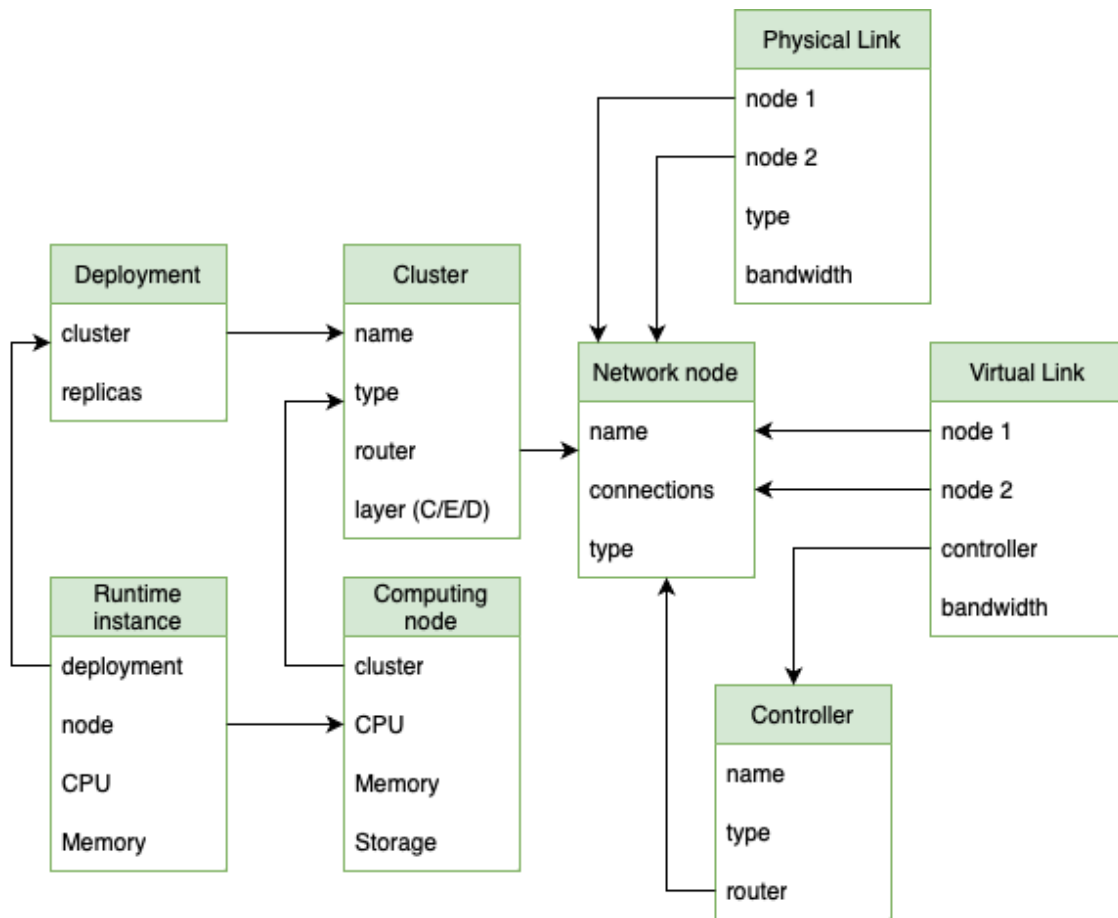 Physical Link
node 1
node 2
type
bandwidth
Deployment
cluster
replicas
Cluster
name
type
router
layer (C/E/D)
Network node
name
connections
type
Virtual Link
node 1
node 2
controller
bandwidth
Runtime
instance
deployment
node
CPU
Memory
Computing
node
cluster
CPU
Memory
Storage
Controller
name
type
router